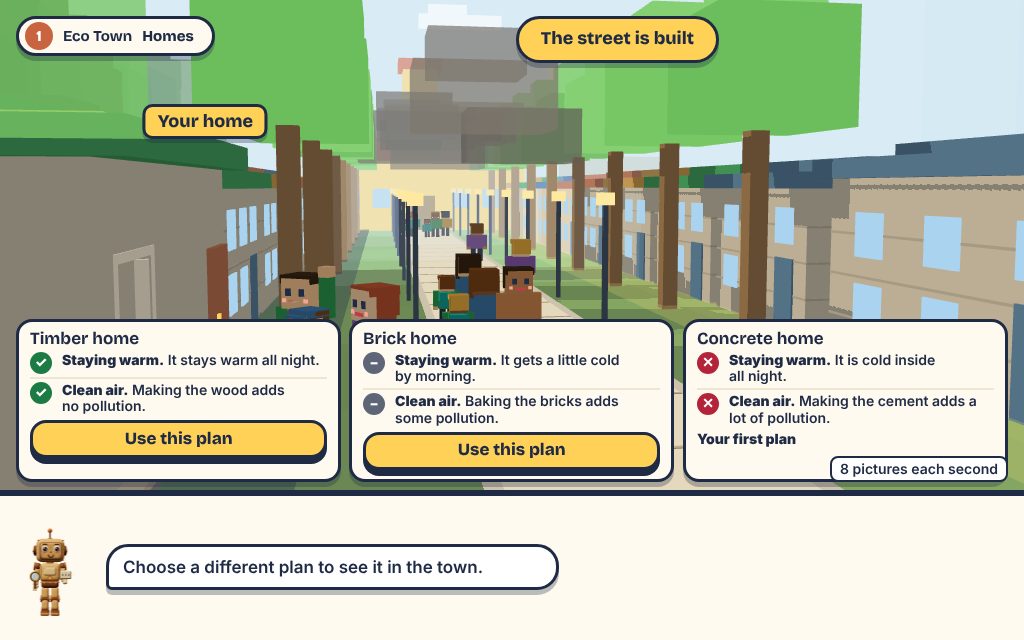 1 Eco Town Homes
The street is built
Your home
Timber home
Staying warm. It stays warm all night.
Clean air. Making the wood adds
no pollution.
Use this plan
Brick home
Staying warm. It gets a little cold
by morning.
Clean air. Baking the bricks adds
some pollution.
Use this plan
Concrete home
Staying warm. It is cold inside
all night.
Clean air. Making the cement adds a
lot of pollution.
Your first plan
8 pictures each second
Choose a different plan to see it in the town.